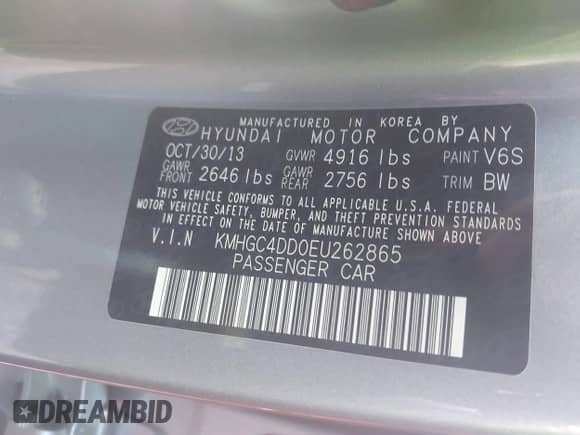 MANUFACTURED IN KOREA BY
HYUNDAI MOTOR COMPANY
OCT/30/13 GVWR 4916 lbs PAINT V6S
GAWR FRONT 2646 lbs GAWR REAR 2756 lbs TRIM BW
THIS VEHICLE CONFORMS TO ALL APPLICABLE U.S.A. FEDERAL
MOTOR VEHICLE SAFETY, BUMPER, AND THEFT PREVENTION STANDARDS
IN EFFECT ON THE DATE OF MANUFACTURE SHOWN ABOVE
V.I.N KMHGC4DD0EU262865
PASSENGER CAR
DREAMBID